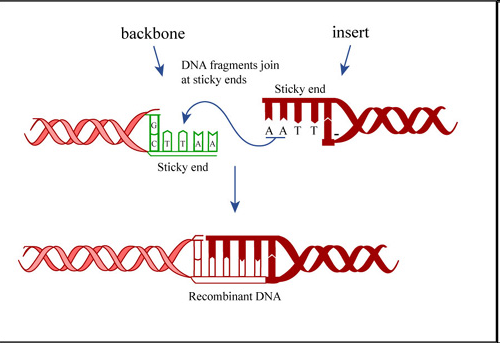 backbone
insert
DNA fragments join
at sticky ends
Sticky end
G
C T T A A
A A T T
Sticky end
Recombinant DNA